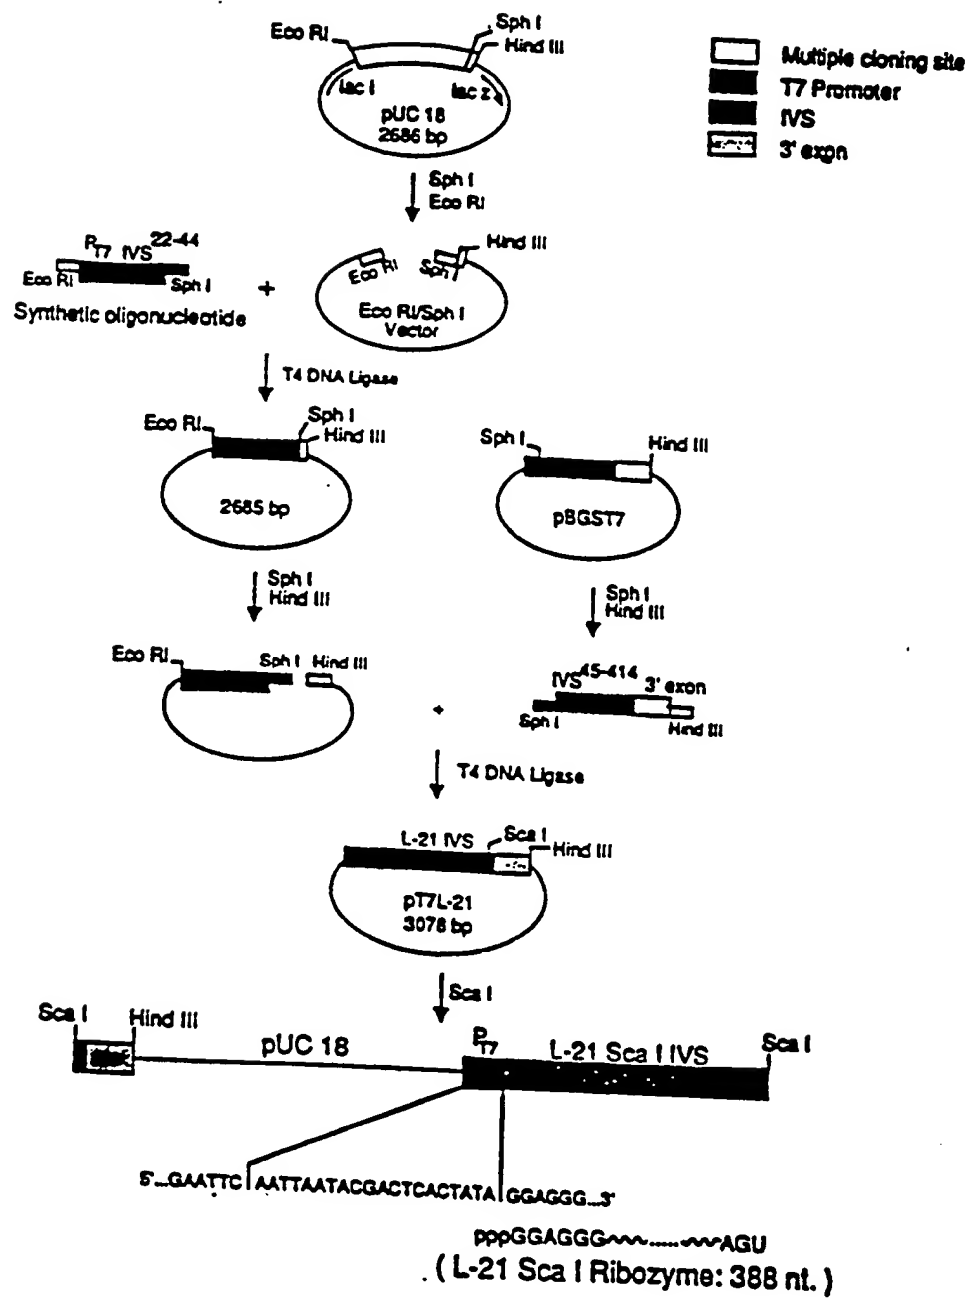 Eco RI
Sph I
Hind III
lac I
lac z
pUC 18
2686 bp
Multiple cloning site
T7 Promoter
IVS
3' exon
Sph I
Eco RI
PT7 IVS22-44
Eco RI
Sph I
Synthetic oligonucleotide
+
Eco RI
Sph I
Hind III
Eco RI/Sph I
Vector
T4 DNA Ligase
Eco RI
Sph I
Hind III
2685 bp
Sph I
Hind III
pBGST7
Sph I
Hind III
Sph I
Hind III
Eco RI
Sph I
Hind III
+
IVS45-414 3' exon
Sph I
Hind III
T4 DNA Ligase
L-21 IVS
Sca I
Hind III
pT7L-21
3078 bp
Sca I
Sca I
Hind III
pUC 18
PT7
L-21 Sca I IVS
Sca I
5'...GAATTC AATTAATACGACTCACTATA GGAGGG...3'
pppGGAGGG~~......~~AGU
( L-21 Sca I Ribozyme: 388 nt. )